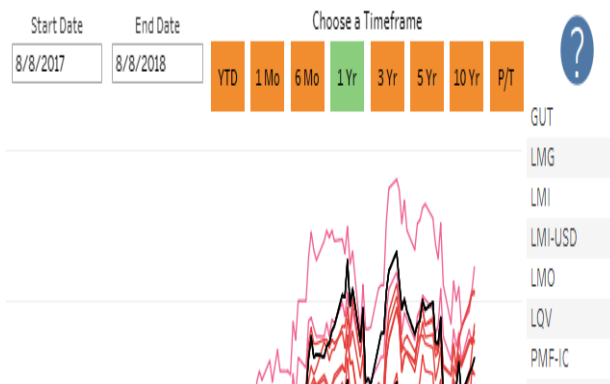 Start Date End Date Choose a Timeframe
8/8/2017 8/8/2018
YTD 1 Mo 6 Mo 1 Yr 3 Yr 5 Yr 10 Yr P/T
?
GUT
LMG
LMI
LMI-USD
LMO
LQV
PMF-IC